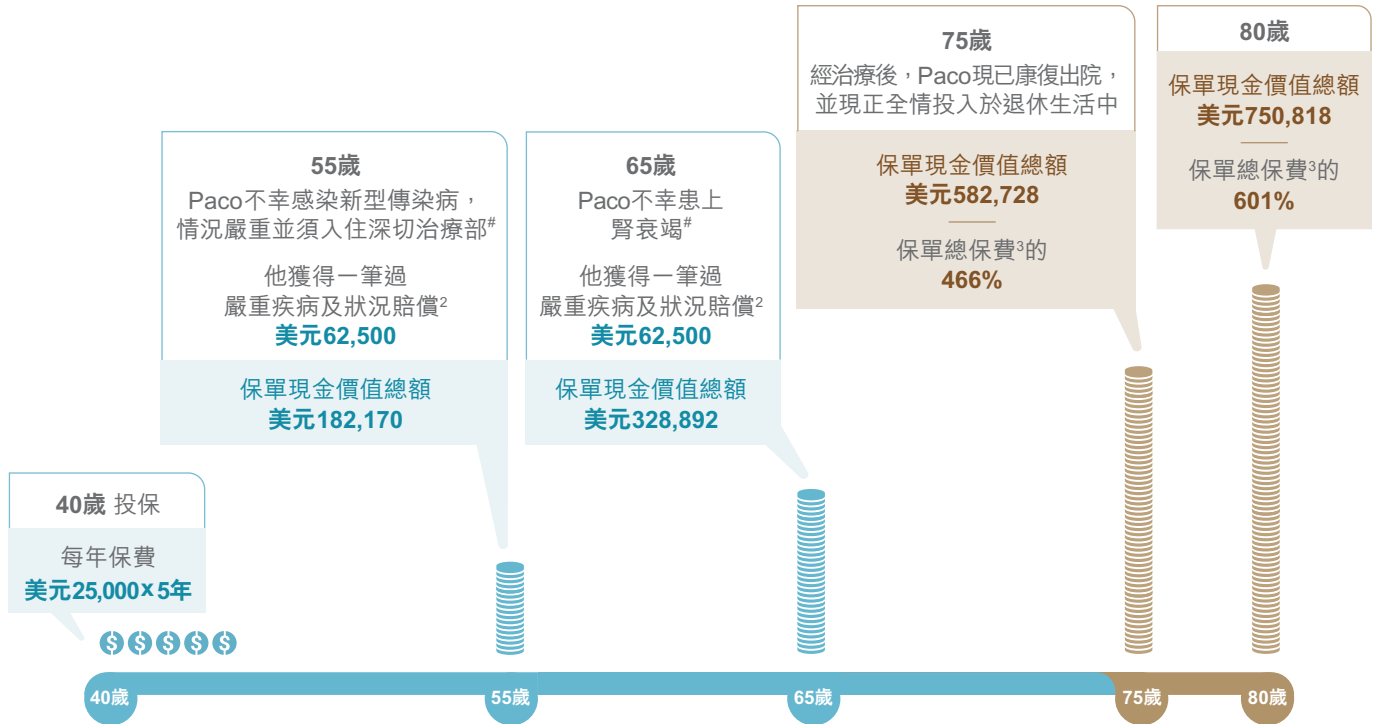 40歲 投保
每年保費
美元25,000x5年
55歲
Paco不幸感染新型傳染病，
情況嚴重並須入住深切治療部#
他獲得一筆過
嚴重疾病及狀況賠償2
美元62,500
保單現金價值總額
美元182,170
65歲
Paco不幸患上
腎衰竭#
他獲得一筆過
嚴重疾病及狀況賠償2
美元62,500
保單現金價值總額
美元328,892
75歲
經治療後，Paco現已康復出院，
並現正全情投入於退休生活中
保單現金價值總額
美元582,728
保單總保費3的
466%
80歲
保單現金價值總額
美元750,818
保單總保費3的
601%
$ $ $ $ $
40歲
55歲
65歲
75歲
80歲